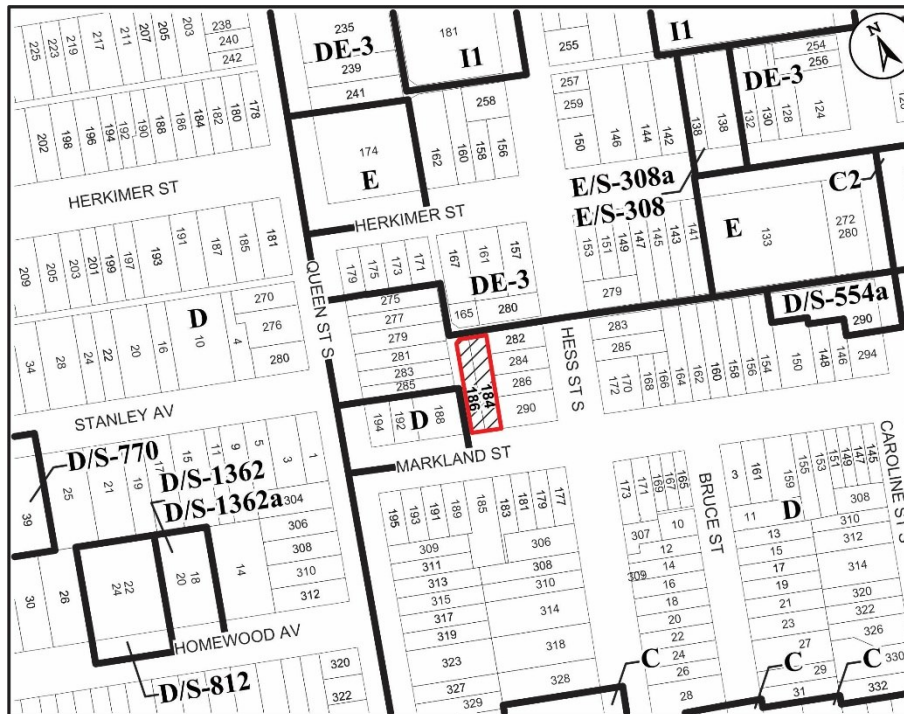 225 223 219 217 211 207 205 203 238
240
242
235
DE-3
239
241
181
I1
I1
255
254
256
DE-3
N
202 198 196 194 192 190 188 186 184 182 180 178
174
E
162 160 158 156
258
257
259
150 146 144 142 138 138 132 130 128 124
120
HERKIMER ST
HERKIMER ST
E/S-308a
E/S-308
C2
209 205 203 201 199 197 193 191 187 185 181
QUEEN ST S
179 175 173 171 167 161 157
DE-3
153 151 149 147 145 143 141
E
133
272
280
270
276
280
34 28 24 22 20 16 10 4
D
275
277
279
281
283
285
165
280
282
284
286
290
HESS ST S
279
283
285
D/S-554a
290
172 170 168 166 164 162 160 158 156 154 150 148 146 294
194 192 188
D
186 184
STANLEY AV
MARKLAND ST
D/S-770
D/S-1362
D/S-1362a
39 25 21 19 17 15 11 9 5 3 1
304
306
308
310
312
30 26 24 22 20 18 14
HOMEWOOD AV
D/S-812
320
322
195 193 191 189 185 183 181 179 177
309
311
313
315
317
319
323
327
329
306
308
310
314
318
328
173 171 169 167 165
307
309
10
12
14
16
18
20
22
24
26
28
C
BRUCE ST
3 161 159 155 153 151 149 147 145
D
11
13
15
17
19
21
23
27
29
31
308
310
312
314
320
322
326
330
332
C
C
CAROLINE ST S